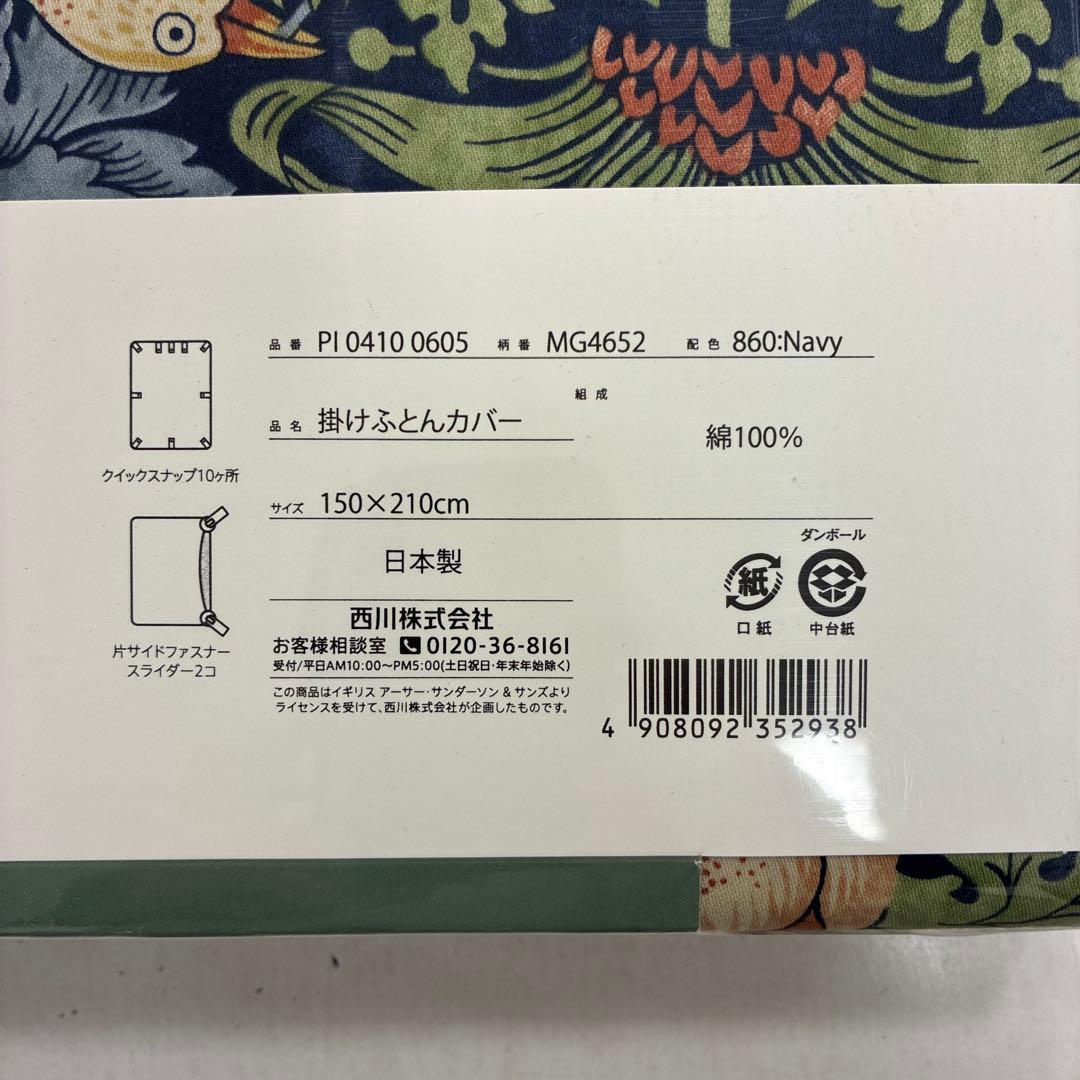 品番 PI 0410 0605 柄番 MG4652 配色 860:Navy
組成
品名 掛けふとんカバー
綿100%
クイックスナップ10ヶ所
サイズ 150×210cm
ダンボール
日本製
紙
口紙 中台紙
西川株式会社
お客様相談室 0120-36-8161
受付/平日AM10:00〜PM5:00(土日祝日·年末年始除く)
片サイドファスナー
スライダー2コ
この商品はイギリス アーサー・サンダーソン & サンズより
ライセンスを受けて、西川株式会社が企画したものです。
4 908092 352938